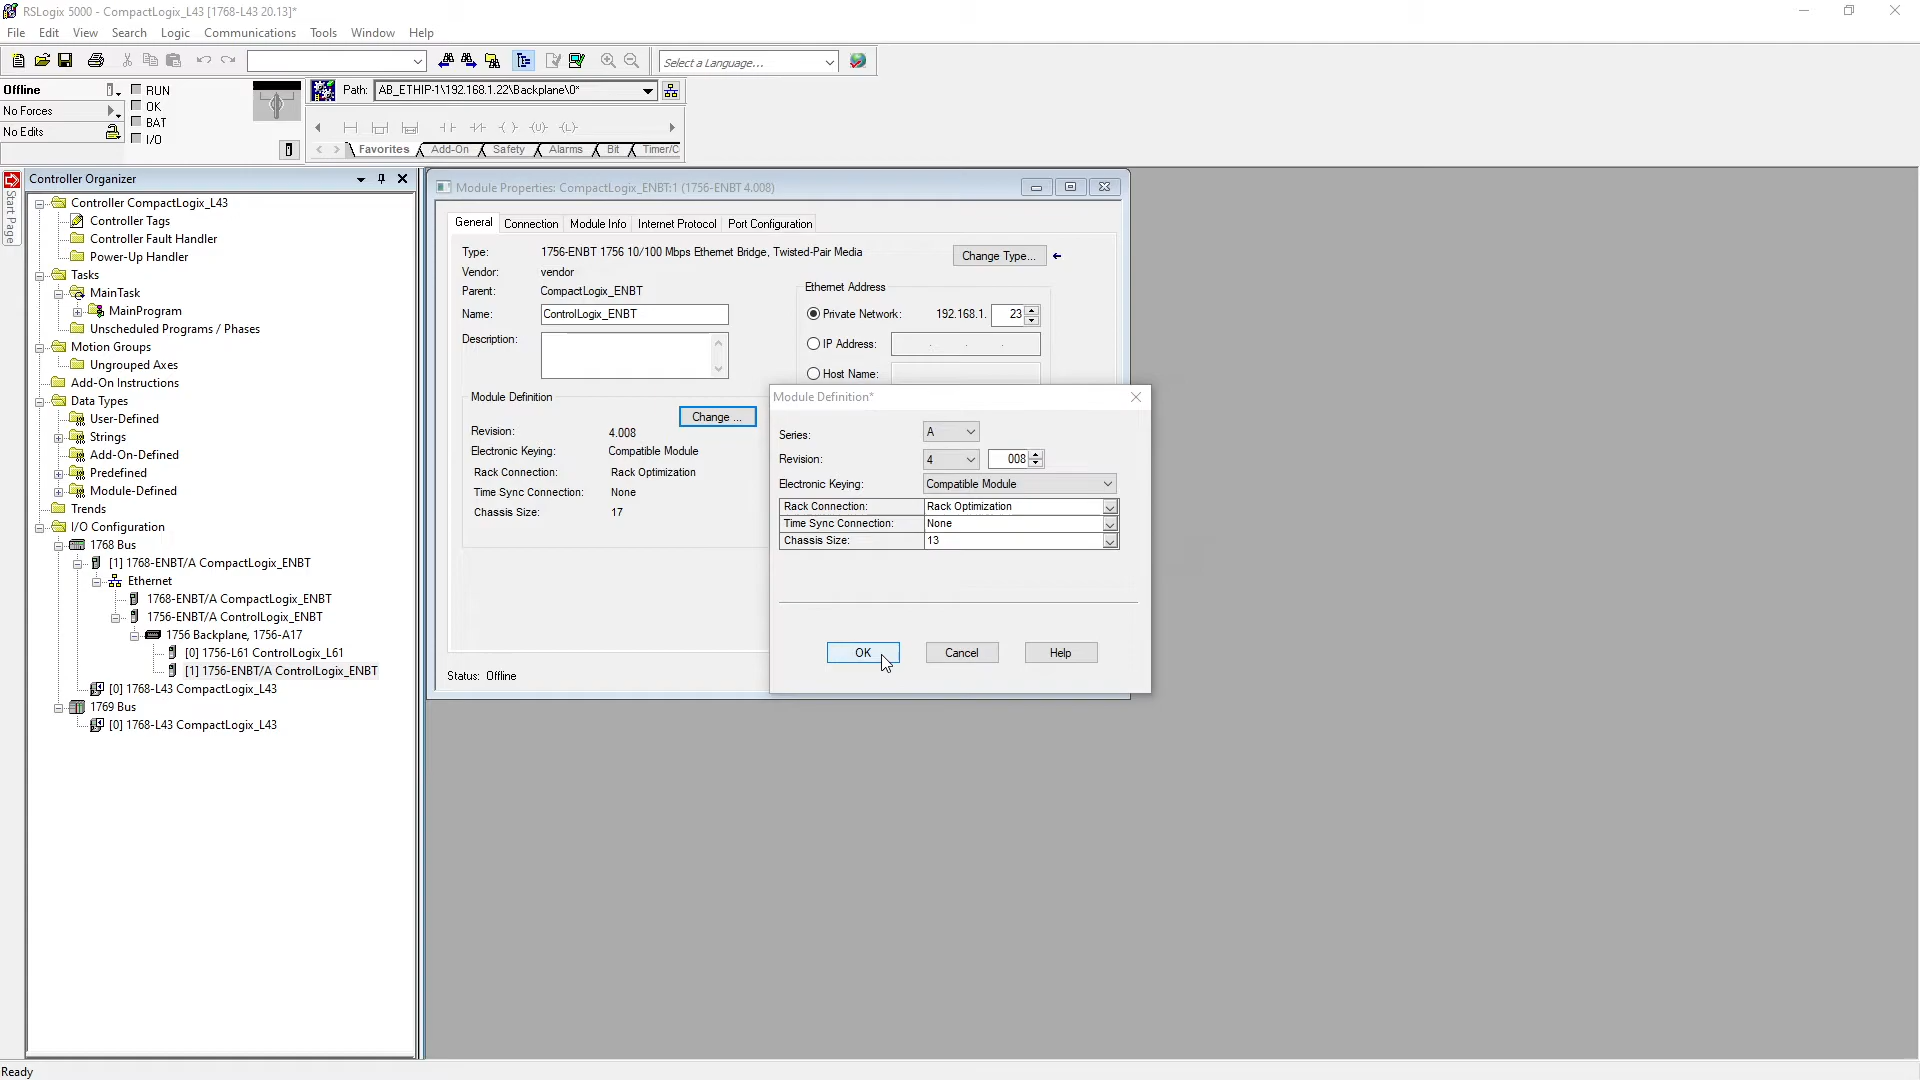 RSLogix 5000 - CompactLogix_L43 [1768-L43 20.13]*
File Edit View Search Logic Communications Tools Window Help
Select a Language...
Offline
RUN
Path: AB_ETHIP-1\192.168.1.22\Backplane\0*
No Forces
OK
No Edits
BAT
I/O
Favorites Add-On Safety Alarms Bit Timer/C
Start Page
Controller Organizer
Controller CompactLogix_L43
Controller Tags
Controller Fault Handler
Power-Up Handler
Tasks
MainTask
MainProgram
Unscheduled Programs / Phases
Motion Groups
Ungrouped Axes
Add-On Instructions
Data Types
User-Defined
Strings
Add-On-Defined
Predefined
Module-Defined
Trends
I/O Configuration
1768 Bus
[1] 1768-ENBT/A CompactLogix_ENBT
Ethernet
1768-ENBT/A CompactLogix_ENBT
1756-ENBT/A ControlLogix_ENBT
1756 Backplane, 1756-A17
[0] 1756-L61 ControlLogix_L61
[1] 1756-ENBT/A ControlLogix_ENBT
[0] 1768-L43 CompactLogix_L43
1769 Bus
[0] 1768-L43 CompactLogix_L43
Module Properties: CompactLogix_ENBT:1 (1756-ENBT 4.008)
General Connection Module Info Internet Protocol Port Configuration
Type: 1756-ENBT 1756 10/100 Mbps Ethernet Bridge, Twisted-Pair Media
Change Type...
Vendor: vendor
Parent: CompactLogix_ENBT
Name: ControlLogix_ENBT
Description:
Ethernet Address
Private Network: 192.168.1. 23
IP Address: . . .
Host Name:
Module Definition
Change ...
Revision: 4.008
Electronic Keying: Compatible Module
Rack Connection: Rack Optimization
Time Sync Connection: None
Chassis Size: 17
Status: Offline
Module Definition*
Series: A
Revision: 4 008
Electronic Keying: Compatible Module
Rack Connection: Rack Optimization
Time Sync Connection: None
Chassis Size: 13
OK Cancel Help
Ready